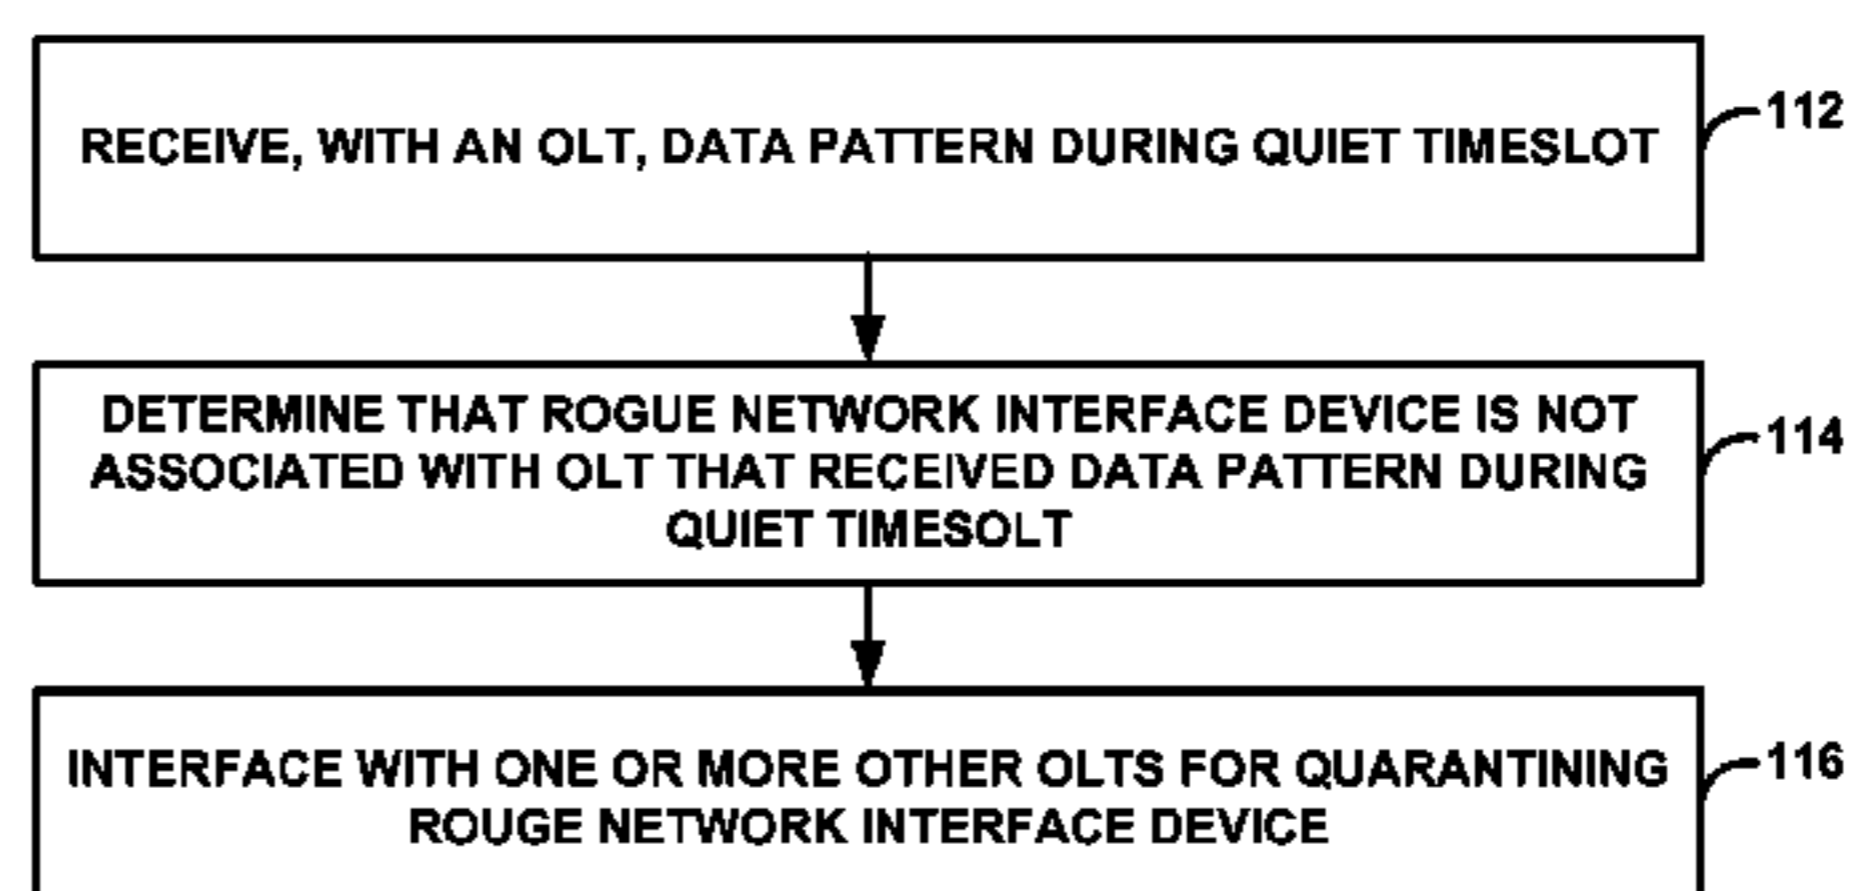 RECEIVE, WITH AN OLT, DATA PATTERN DURING QUIET TIMESLOT
112
DETERMINE THAT ROGUE NETWORK INTERFACE DEVICE IS NOT
ASSOCIATED WITH OLT THAT RECEIVED DATA PATTERN DURING
QUIET TIMESOLT
114
INTERFACE WITH ONE OR MORE OTHER OLTS FOR QUARANTINING
ROUGE NETWORK INTERFACE DEVICE
116